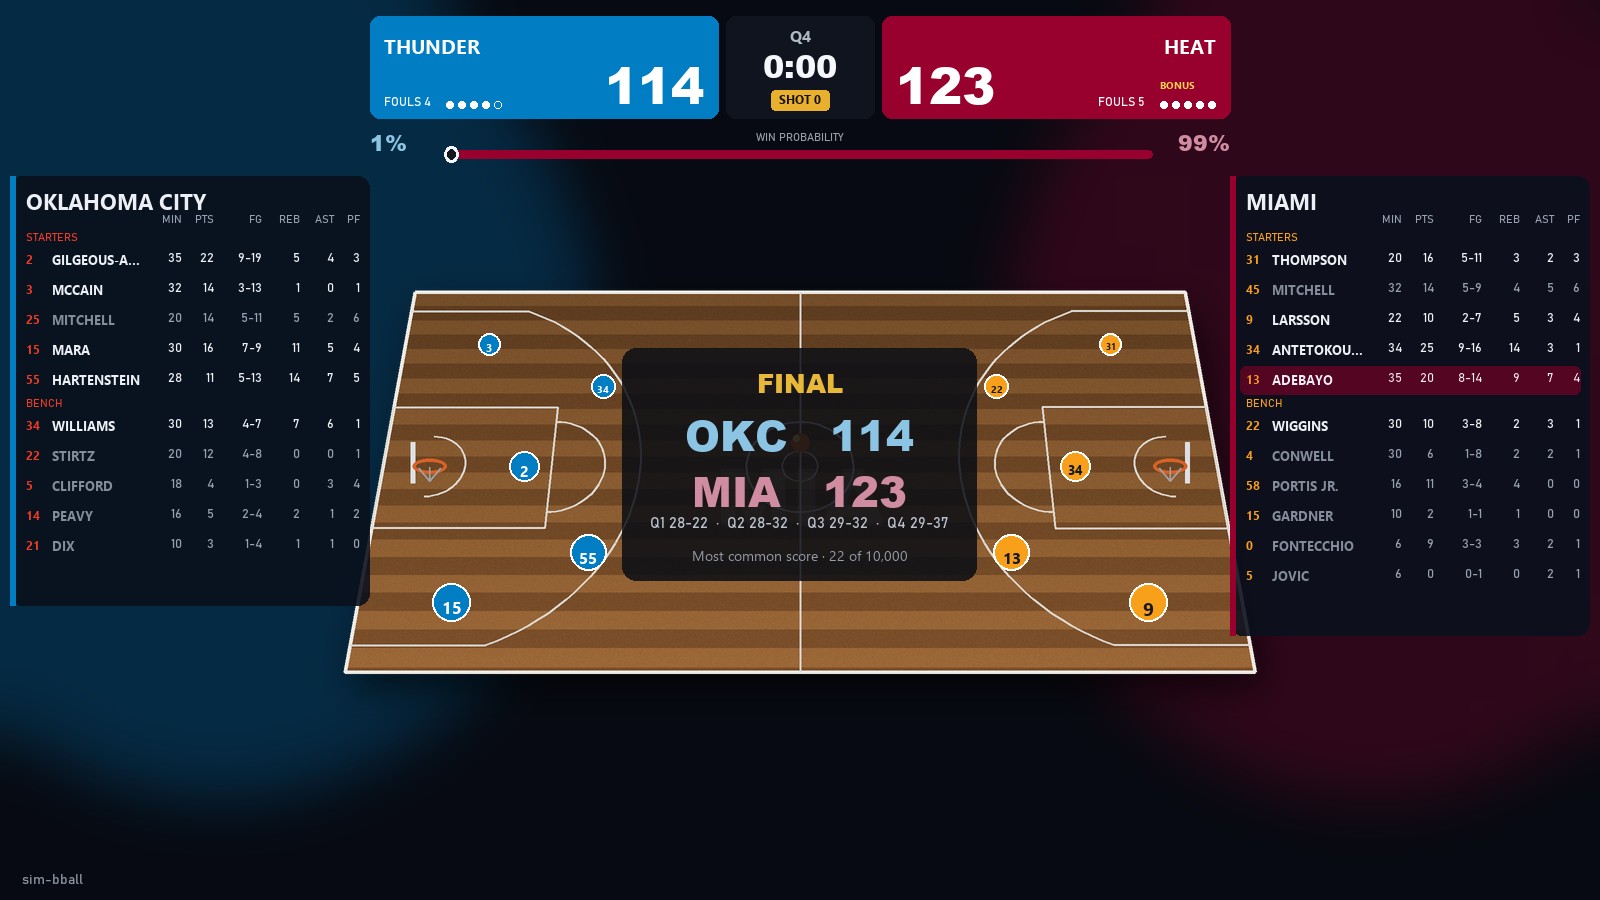 THUNDER
114
FOULS 4
Q4
0:00
SHOT 0
HEAT
123
BONUS
FOULS 5
1%
WIN PROBABILITY
99%
OKLAHOMA CITY
MIN PTS FG REB AST PF
STARTERS
2 GILGEOUS-A... 35 22 9-19 5 4 3
3 MCCAIN 32 14 3-13 1 0 1
25 MITCHELL 20 14 5-11 5 2 6
15 MARA 30 16 7-9 11 5 4
55 HARTENSTEIN 28 11 5-13 14 7 5
BENCH
34 WILLIAMS 30 13 4-7 7 6 1
22 STIRTZ 20 12 4-8 0 0 1
5 CLIFFORD 18 4 1-3 0 3 4
14 PEAVY 16 5 2-4 2 1 2
21 DIX 10 3 1-4 1 1 0
3
34
2
55
15
FINAL
OKC 114
MIA 123
Q1 28-22 · Q2 28-32 · Q3 29-32 · Q4 29-37
Most common score · 22 of 10,000
31
22
34
13
9
MIAMI
MIN PTS FG REB AST PF
STARTERS
31 THOMPSON 20 16 5-11 3 2 3
45 MITCHELL 32 14 5-9 4 5 6
9 LARSSON 22 10 2-7 5 3 4
34 ANTETOKOU... 34 25 9-16 14 3 1
13 ADEBAYO 35 20 8-14 9 7 4
BENCH
22 WIGGINS 30 10 3-8 2 3 1
4 CONWELL 30 6 1-8 2 2 1
58 PORTIS JR. 16 11 3-4 4 0 0
15 GARDNER 10 2 1-1 1 0 0
0 FONTECCHIO 6 9 3-3 3 2 1
5 JOVIC 6 0 0-1 0 2 1
sim-bball